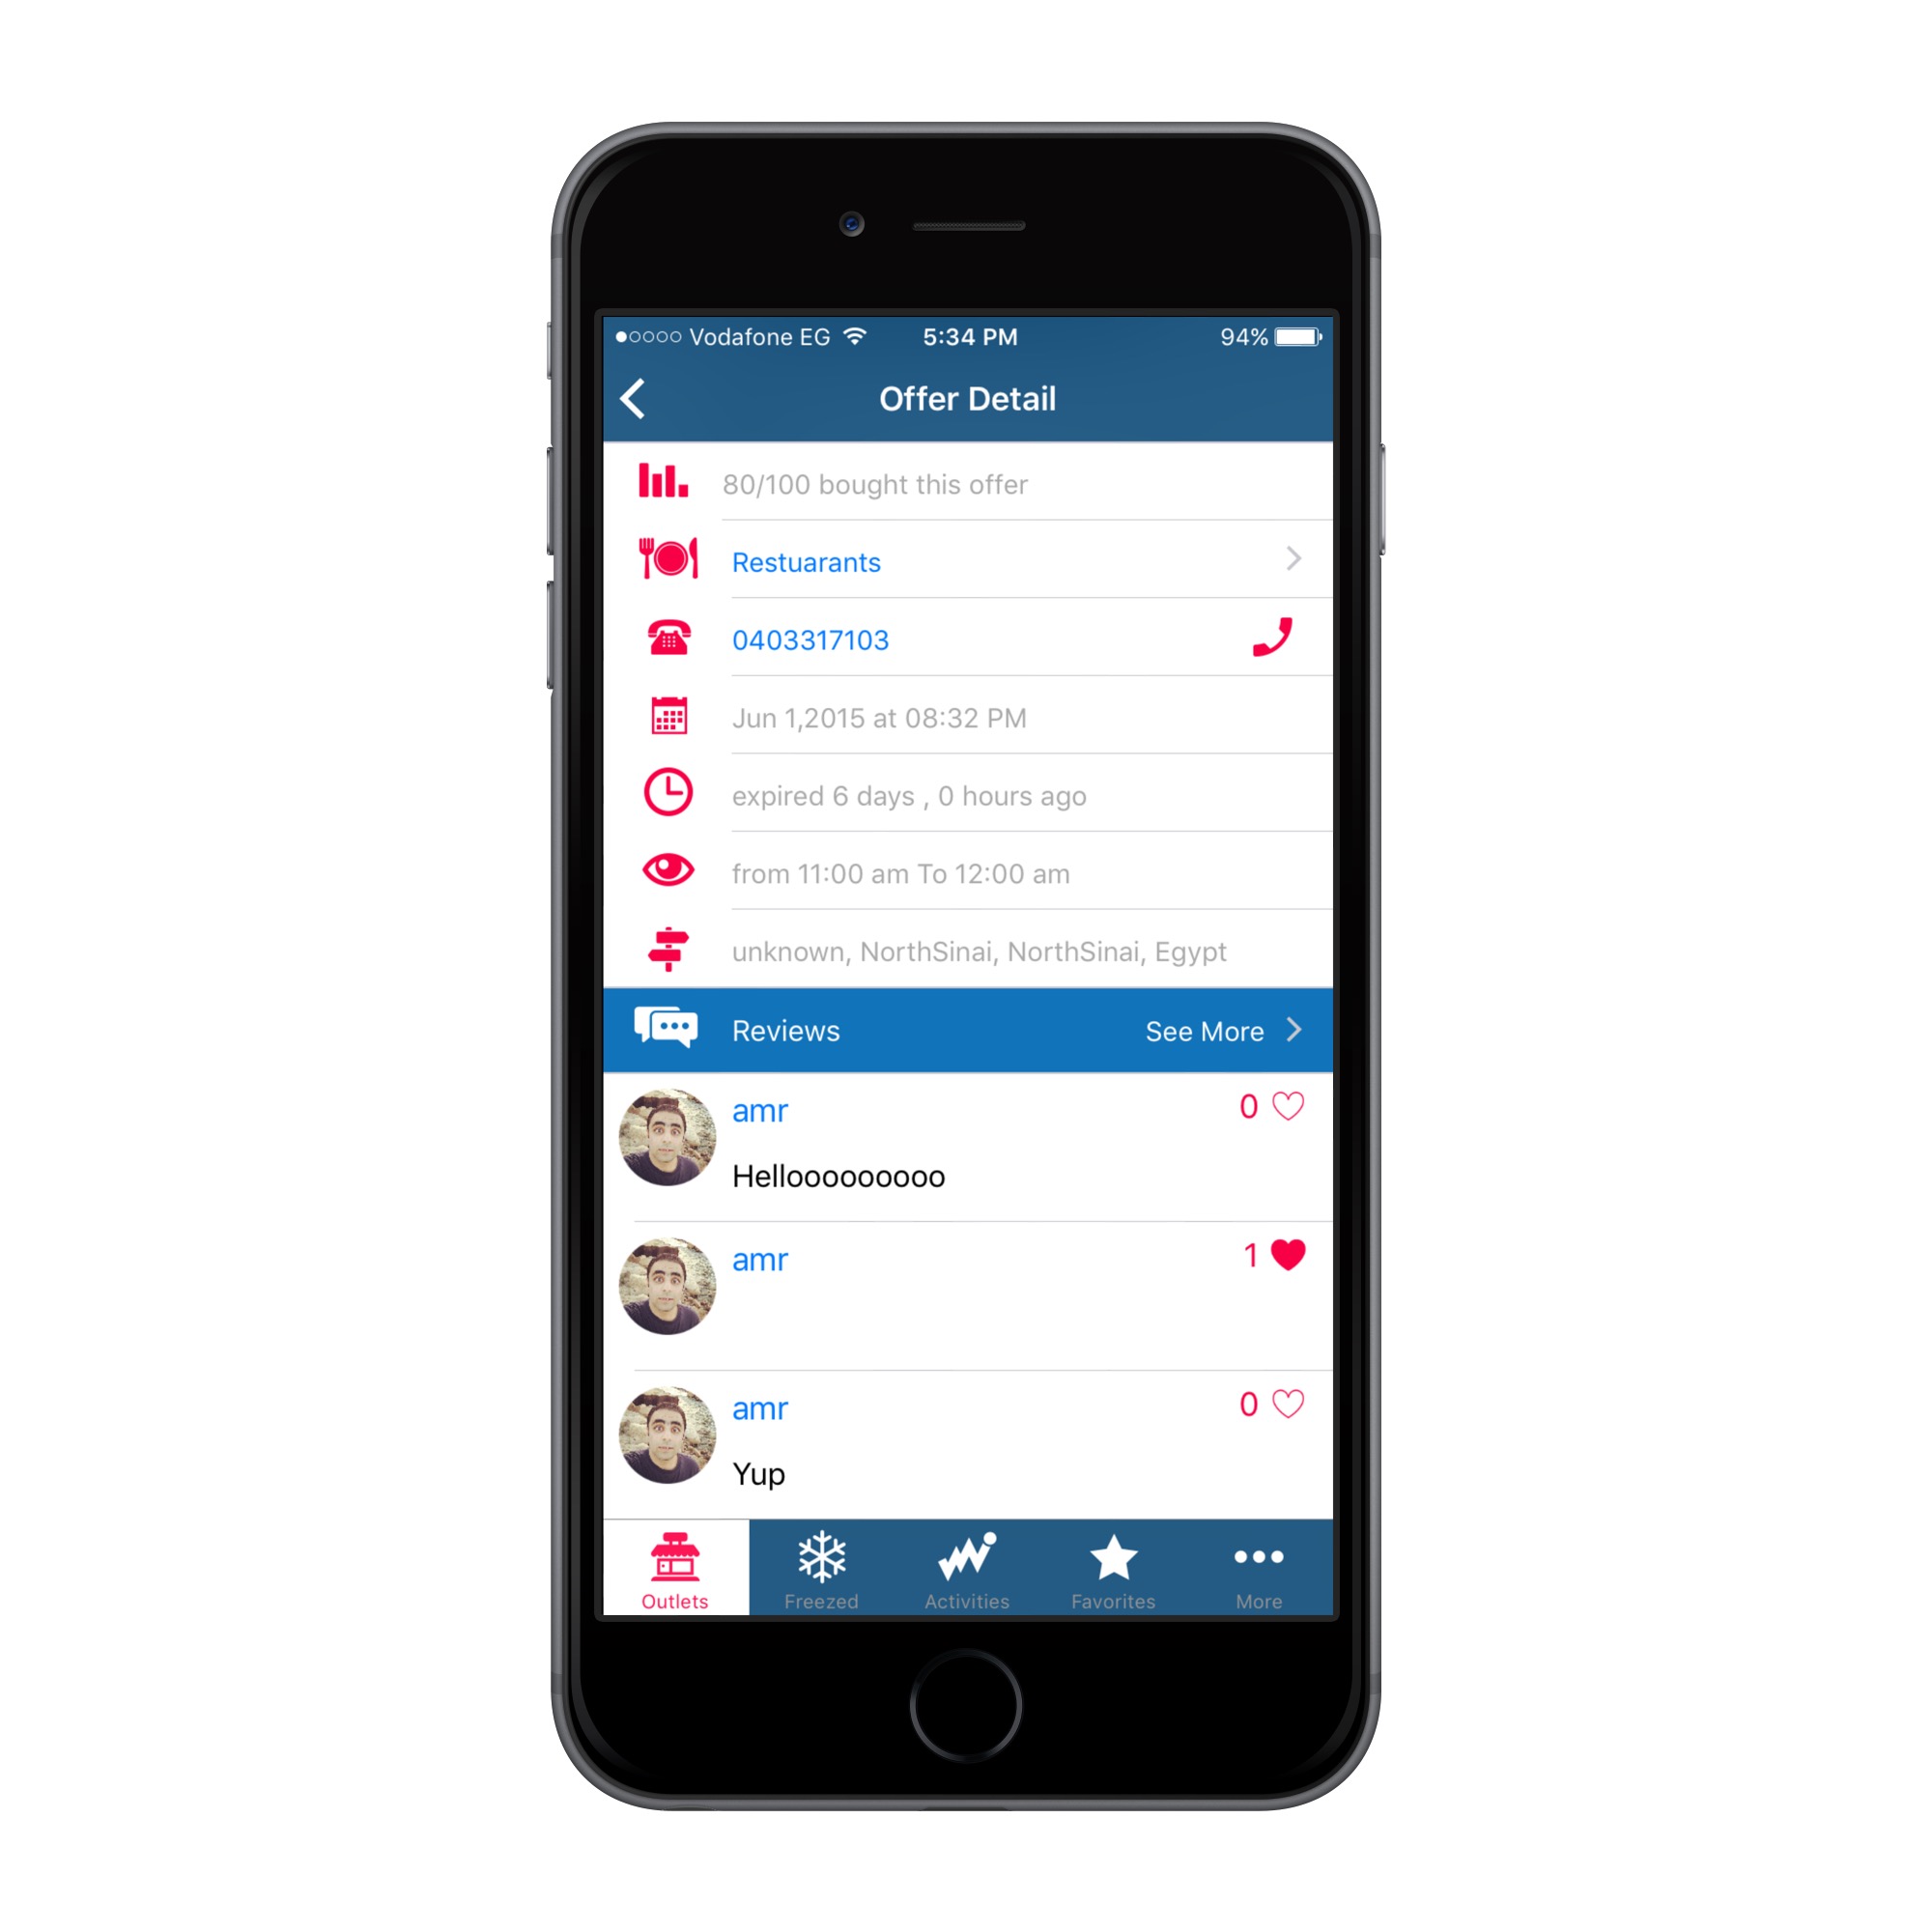 Vodafone EG 5:34 PM 94%
Offer Detail
80/100 bought this offer
Restuarants
0403317103
Jun 1,2015 at 08:32 PM
expired 6 days , 0 hours ago
from 11:00 am To 12:00 am
unknown, NorthSinai, NorthSinai, Egypt
Reviews See More
amr 0
Hellooooooooo
amr 1
amr 0
Yup
Outlets Freezed Activities Favorites More